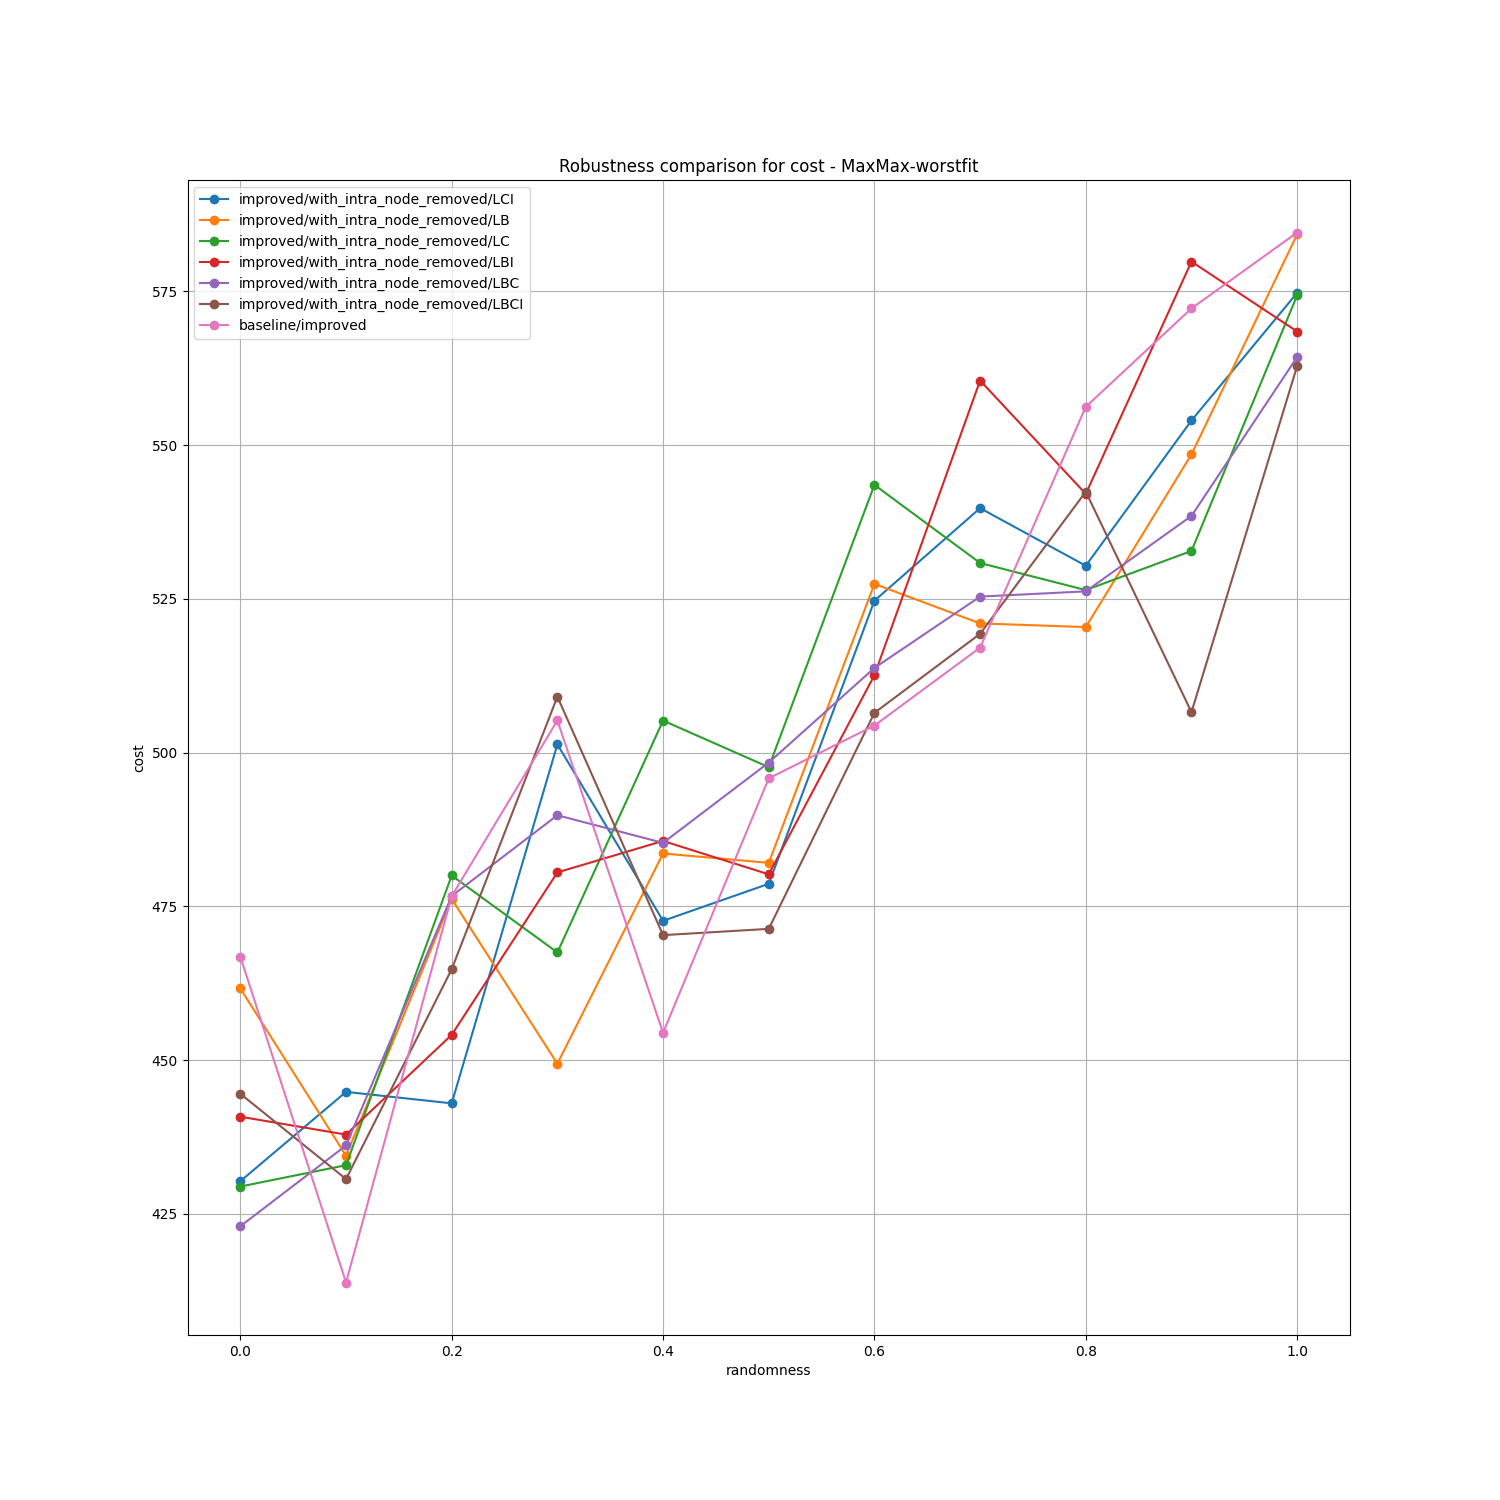 Robustness comparison for cost - MaxMax-worstfit
improved/with_intra_node_removed/LCI
improved/with_intra_node_removed/LB
improved/with_intra_node_removed/LC
improved/with_intra_node_removed/LBI
improved/with_intra_node_removed/LBC
improved/with_intra_node_removed/LBCI
baseline/improved
575
550
525
500
475
450
425
cost
0.0 0.2 0.4 0.6 0.8 1.0
randomness